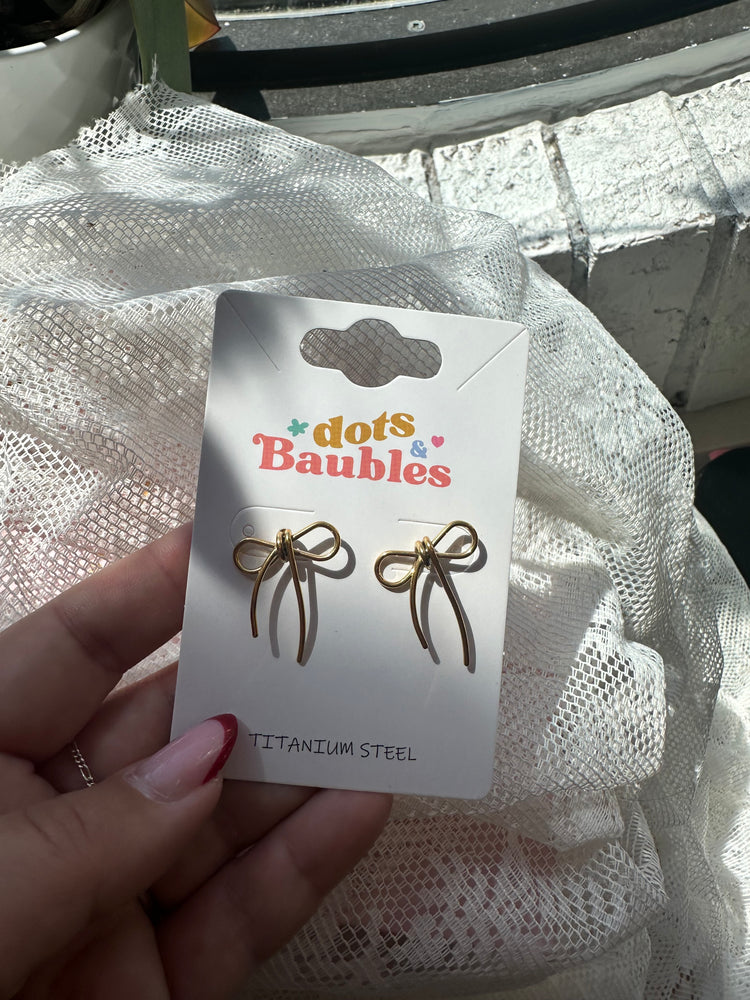 dots
&
Baubles
TITANIUM STEEL